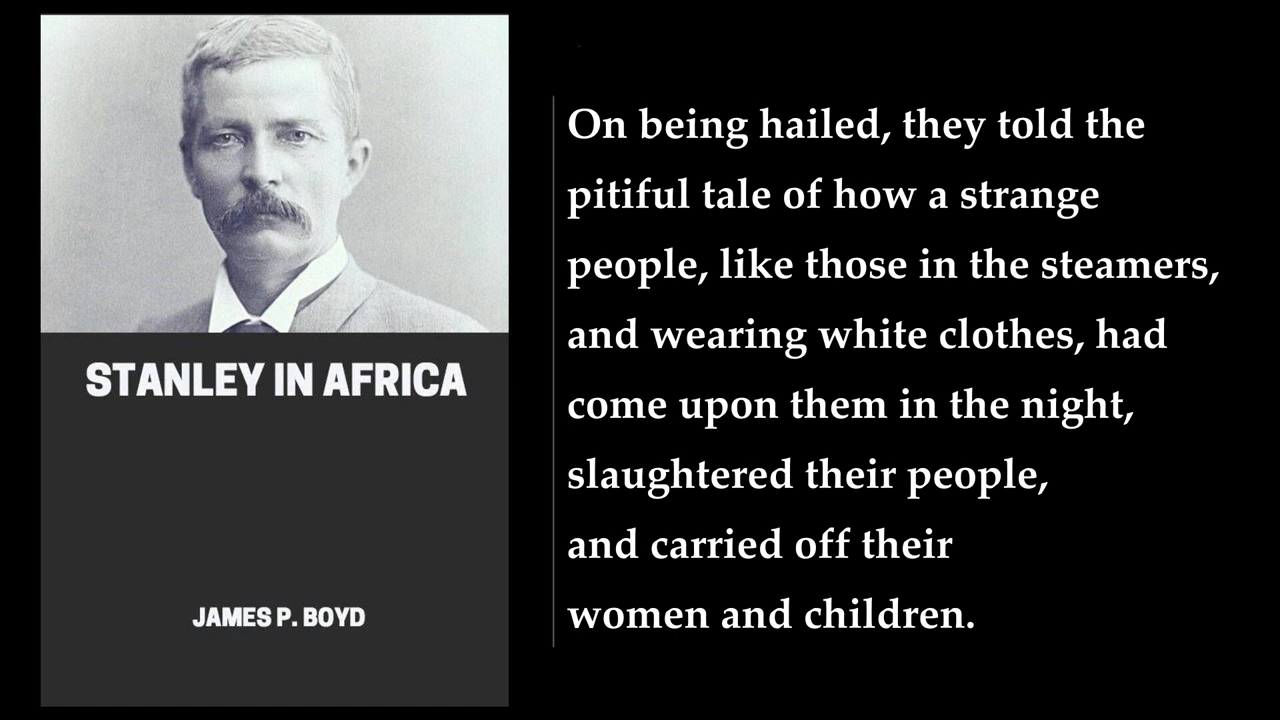 STANLEY IN AFRICA
JAMES P. BOYD
On being hailed, they told the
pitiful tale of how a strange
people, like those in the steamers,
and wearing white clothes, had
come upon them in the night,
slaughtered their people,
and carried off their
women and children.